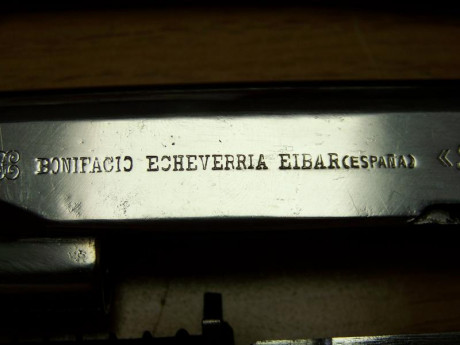 BONIFACIO ECHEVERRIA EIBAR (ESPAÑA) «